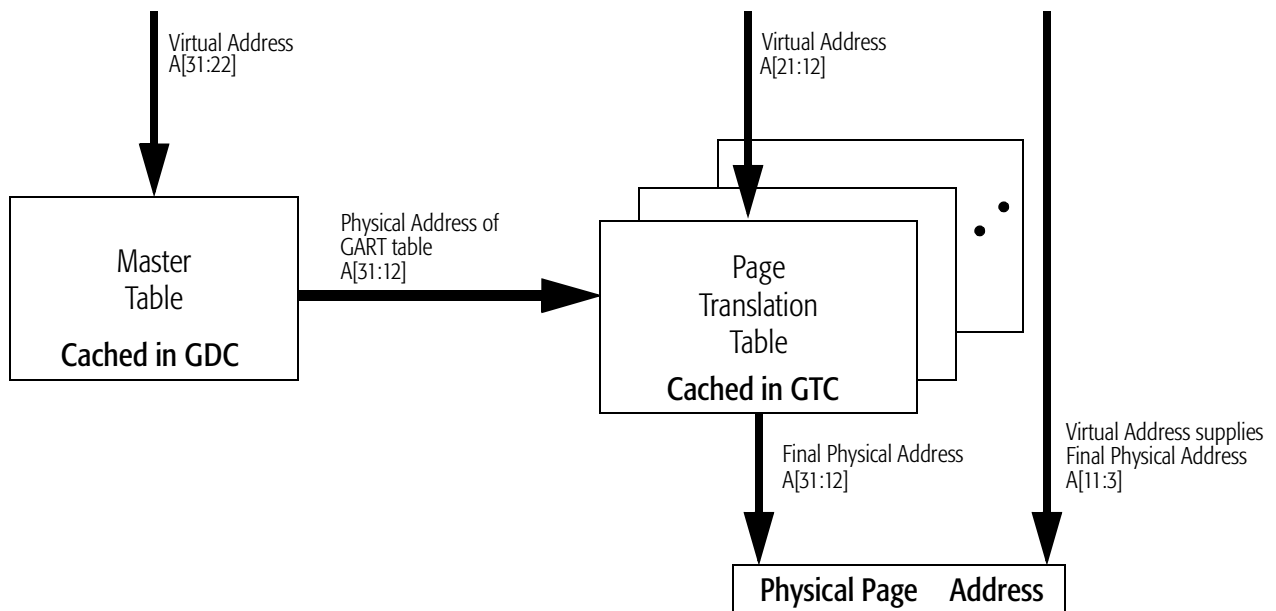 Virtual Address
A[31:22]
Virtual Address
A[21:12]
Master
Table
Cached in GDC
Physical Address of
GART table
A[31:12]
Page
Translation
Table
Cached in GTC
Final Physical Address
A[31:12]
Virtual Address supplies
Final Physical Address
A[11:3]
Physical Page Address